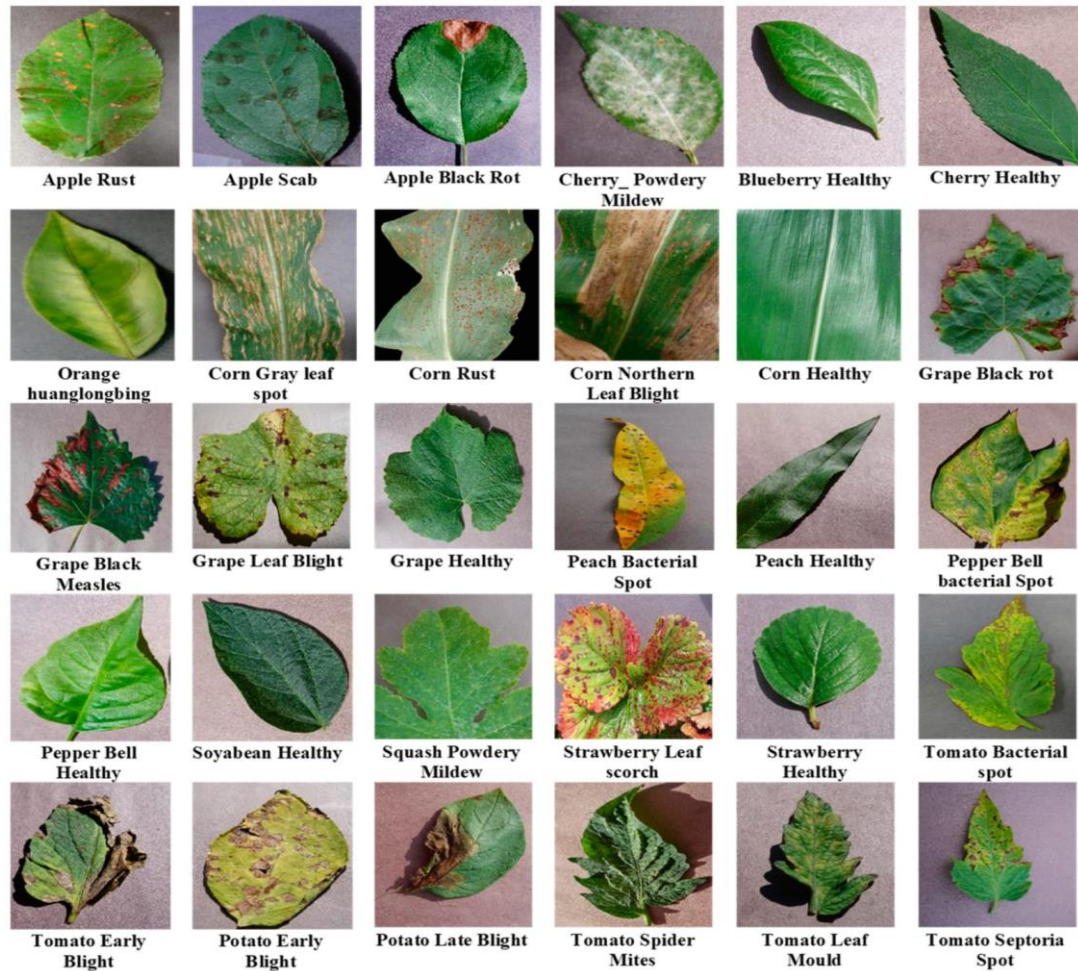 Apple Rust
Apple Scab
Apple Black Rot
Cherry_ Powdery
Mildew
Blueberry Healthy
Cherry Healthy
Orange
huanglongbing
Corn Gray leaf
spot
Corn Rust
Corn Northern
Leaf Blight
Corn Healthy
Grape Black rot
Grape Black
Measles
Grape Leaf Blight
Grape Healthy
Peach Bacterial
Spot
Peach Healthy
Pepper Bell
bacterial Spot
Pepper Bell
Healthy
Soyabean Healthy
Squash Powdery
Mildew
Strawberry Leaf
scorch
Strawberry
Healthy
Tomato Bacterial
spot
Tomato Early
Blight
Potato Early
Blight
Potato Late Blight
Tomato Spider
Mites
Tomato Leaf
Mould
Tomato Septoria
Spot